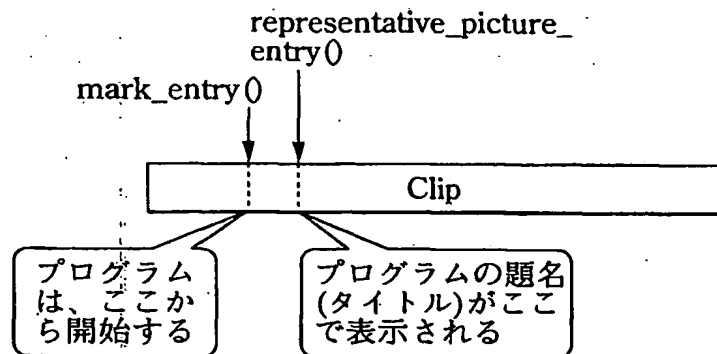 representative_picture_
entry()
mark_entry()
Clip
プログラム
は、ここか
ら開始する
プログラムの題名
(タイトル)がここ
で表示される